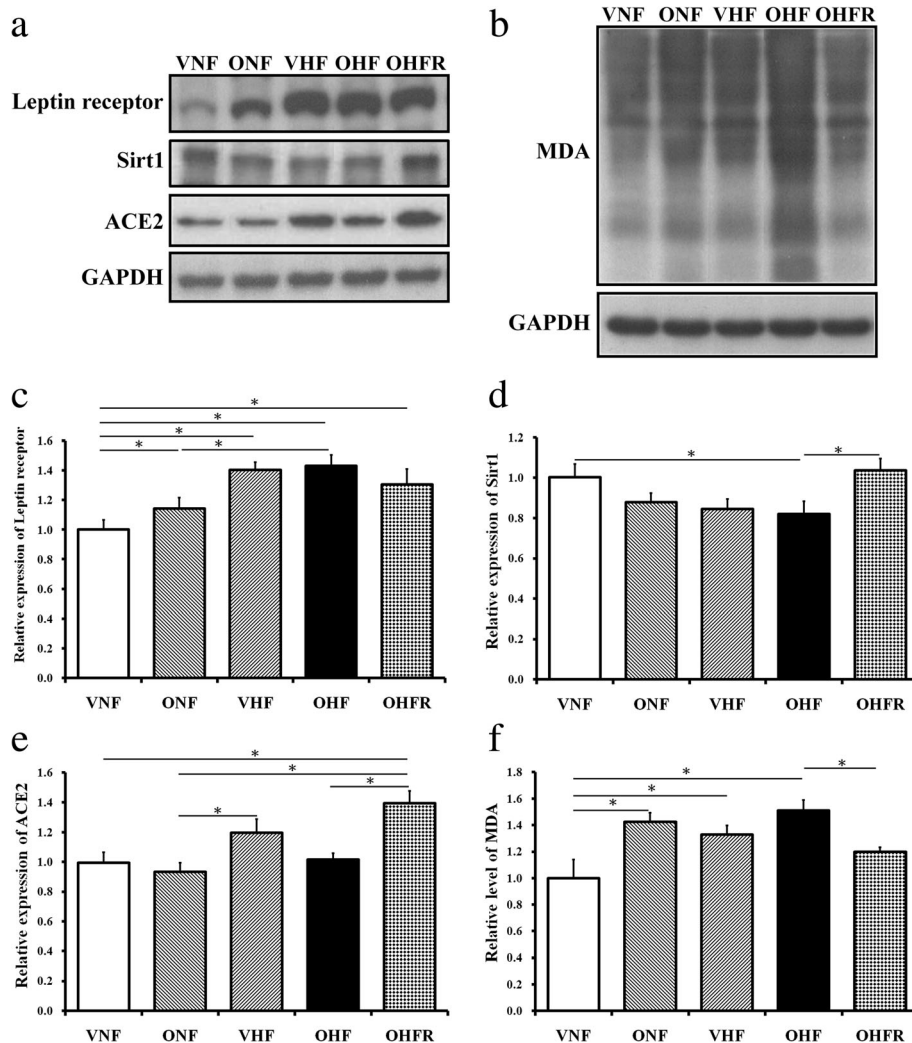 a
VNF ONF VHF OHF OHFR
Leptin receptor
Sirt1
ACE2
GAPDH
b
VNF ONF VHF OHF OHFR
MDA
GAPDH
c
Relative expression of Leptin receptor
1.6
1.4
1.2
1.0
0.8
0.6
0.4
0.2
0.0
*
*
*
* *
VNF ONF VHF OHF OHFR
d
Relative expression of Sirt1
1.2
1.0
0.8
0.6
0.4
0.2
0.0
* *
VNF ONF VHF OHF OHFR
e
Relative expression of ACE2
1.6
1.4
1.2
1.0
0.8
0.6
0.4
0.2
0.0
*
*
* *
VNF ONF VHF OHF OHFR
f
Relative level of MDA
1.8
1.6
1.4
1.2
1.0
0.8
0.6
0.4
0.2
0.0
*
*
*
*
VNF ONF VHF OHF OHFR